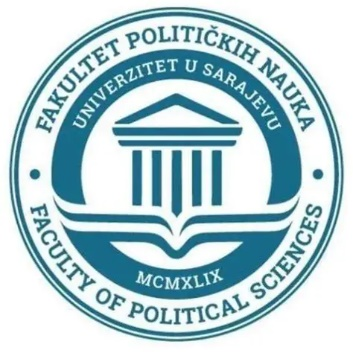 FAKULTET POLITIČKIH NAUKA
UNIVERZITET U SARAJEVU
MCMXLIX
FACULTY OF POLITICAL SCIENCES